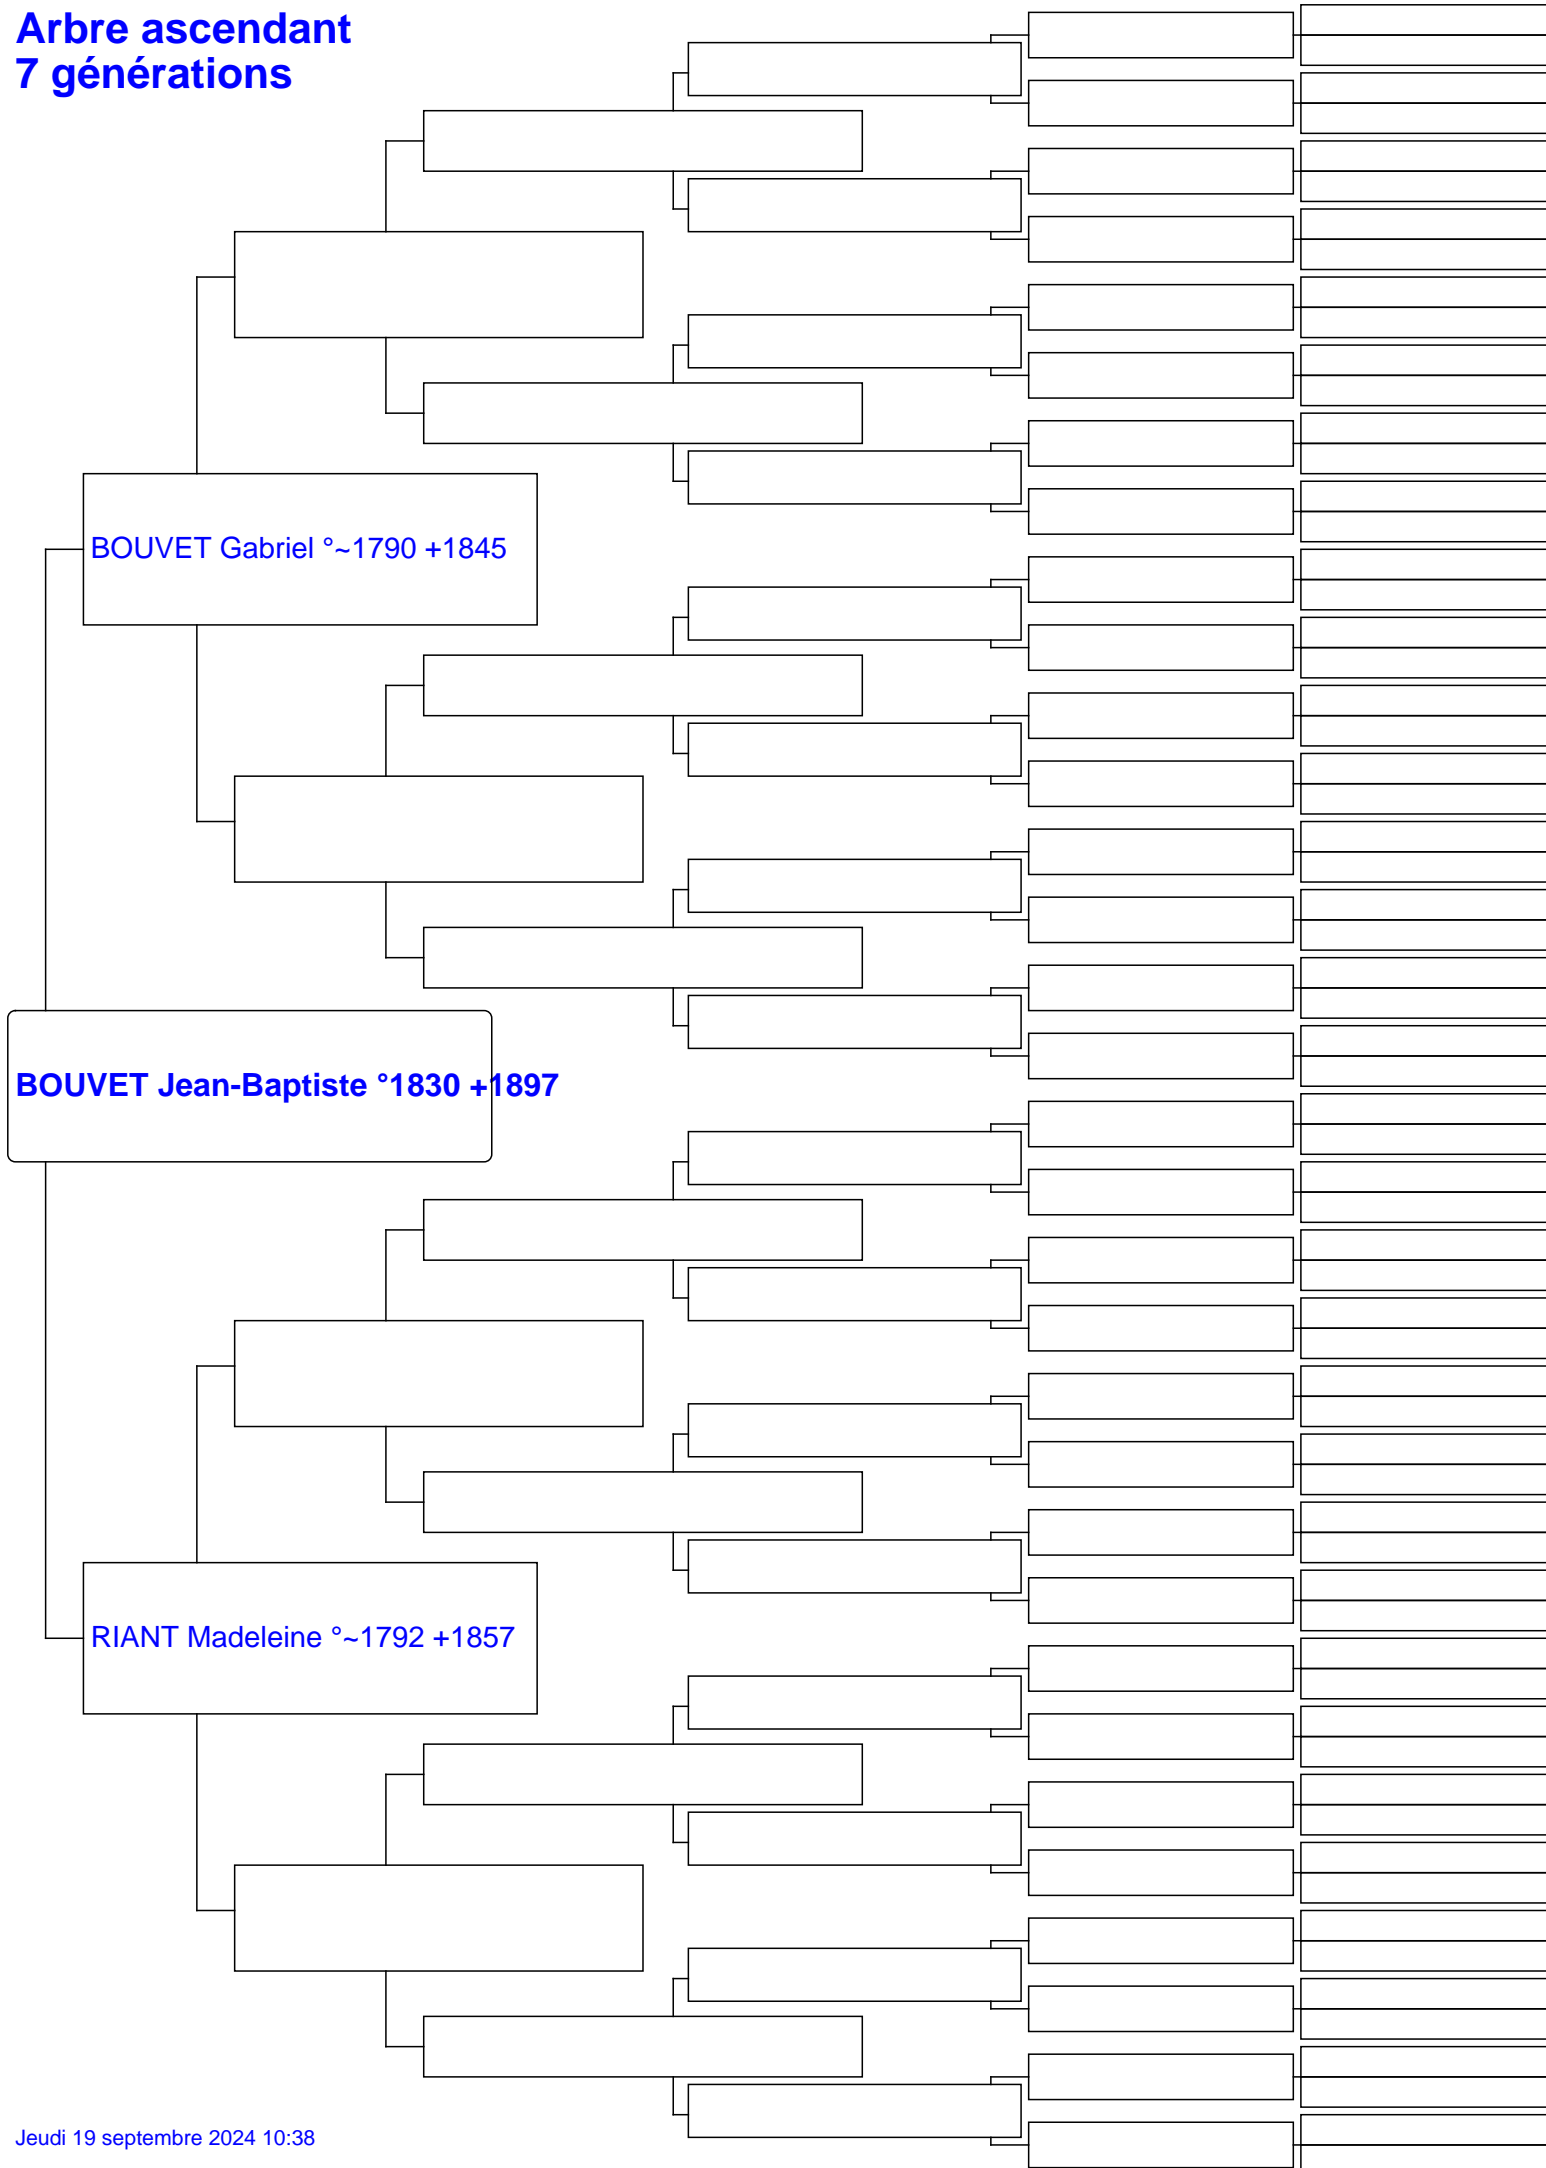 Arbre ascendant
7 générations
BOUVET Gabriel °~1790 +1845
BOUVET Jean-Baptiste °1830 +1897
RIANT Madeleine °~1792 +1857
Jeudi 19 septembre 2024 10:38